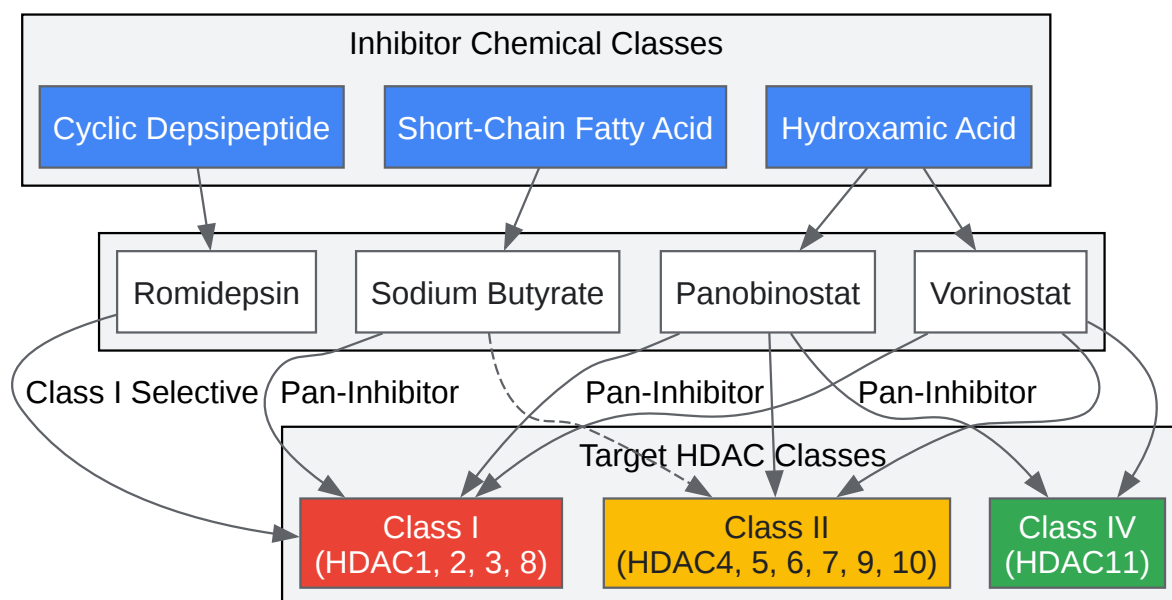 Inhibitor Chemical Classes
Cyclic Depsipeptide
Short-Chain Fatty Acid
Hydroxamic Acid
Romidepsin
Sodium Butyrate
Panobinostat
Vorinostat
Class I Selective
Pan-Inhibitor
Pan-Inhibitor
Pan-Inhibitor
Target HDAC Classes
Class I
(HDAC1, 2, 3, 8)
Class II
(HDAC4, 5, 6, 7, 9, 10)
Class IV
(HDAC11)